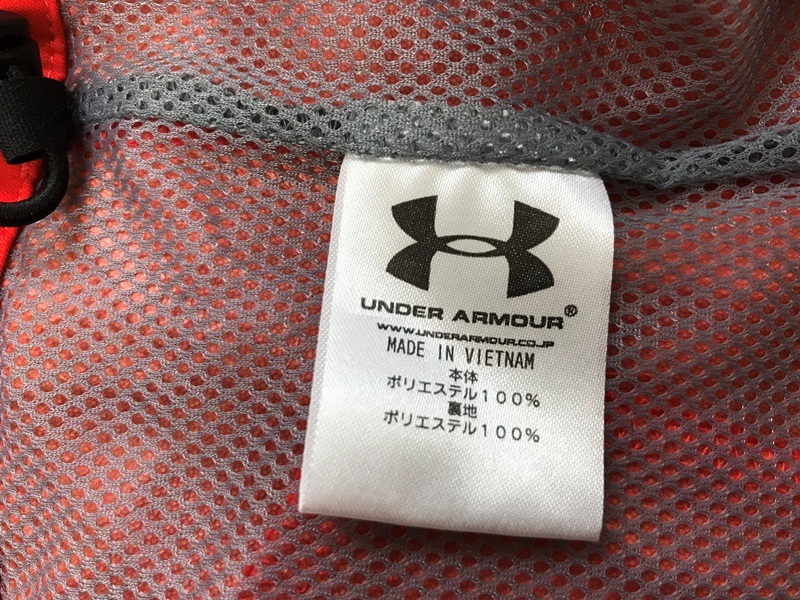 UNDER ARMOUR®
WWW.UNDERARMOUR.CO.JP
MADE IN VIETNAM
本体
ポリエステル100%
裏地
ポリエステル100%